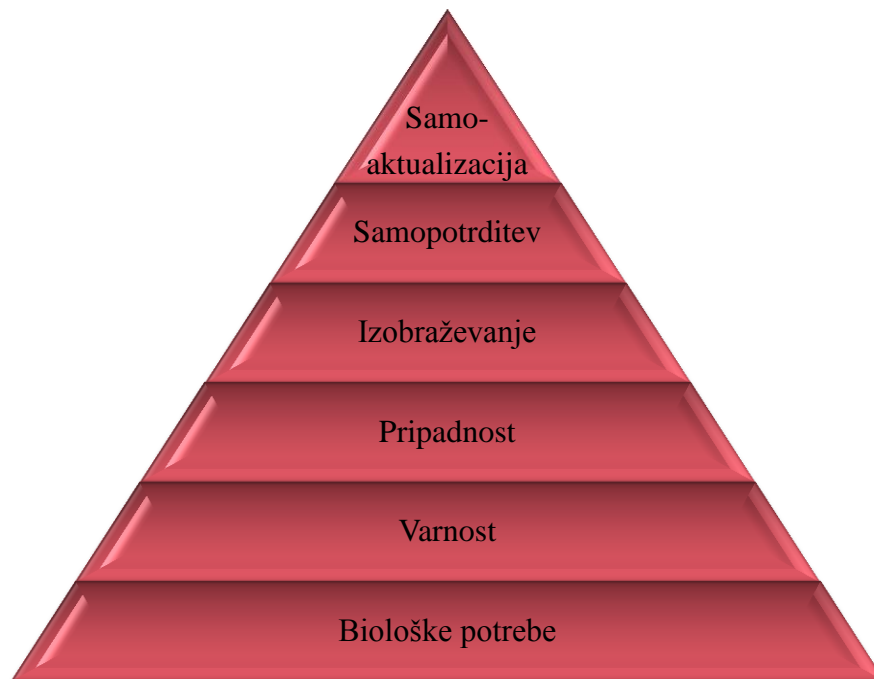 Samo-
aktualizacija
Samopotrditev
Izobraževanje
Pripadnost
Varnost
Biološke potrebe